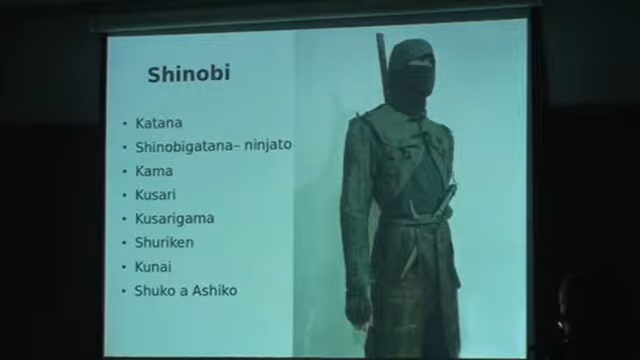 Shinobi
• Katana
• Shinobigatana– ninjato
• Kama
• Kusari
• Kusarigama
• Shuriken
• Kunai
• Shuko a Ashiko